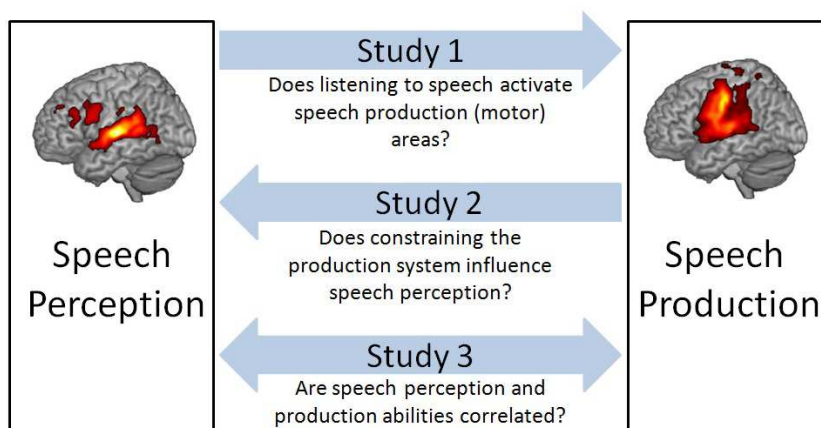 Study 1
Does listening to speech activate
speech production (motor)
areas?
Study 2
Does constraining the
production system influence
speech perception?
Study 3
Are speech perception and
production abilities correlated?
Speech
Perception
Speech
Production